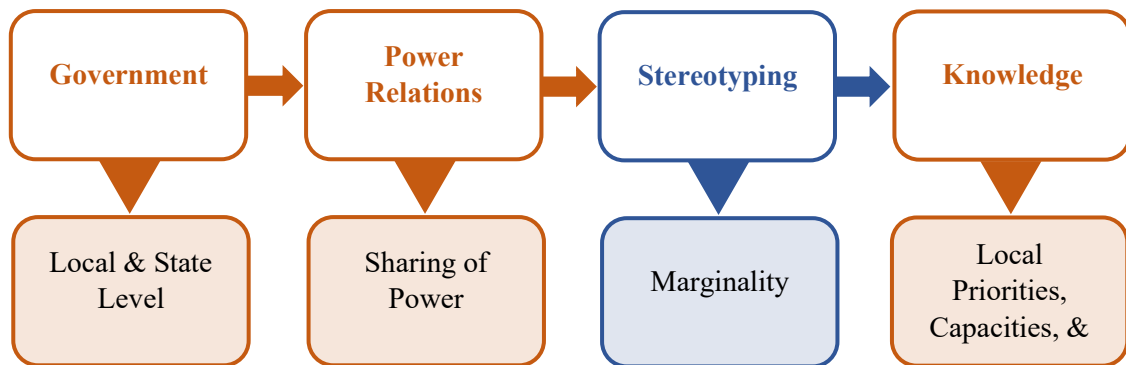 Government
Power
Relations
Stereotyping
Knowledge
Local & State
Level
Sharing of
Power
Marginality
Local
Priorities,
Capacities, &